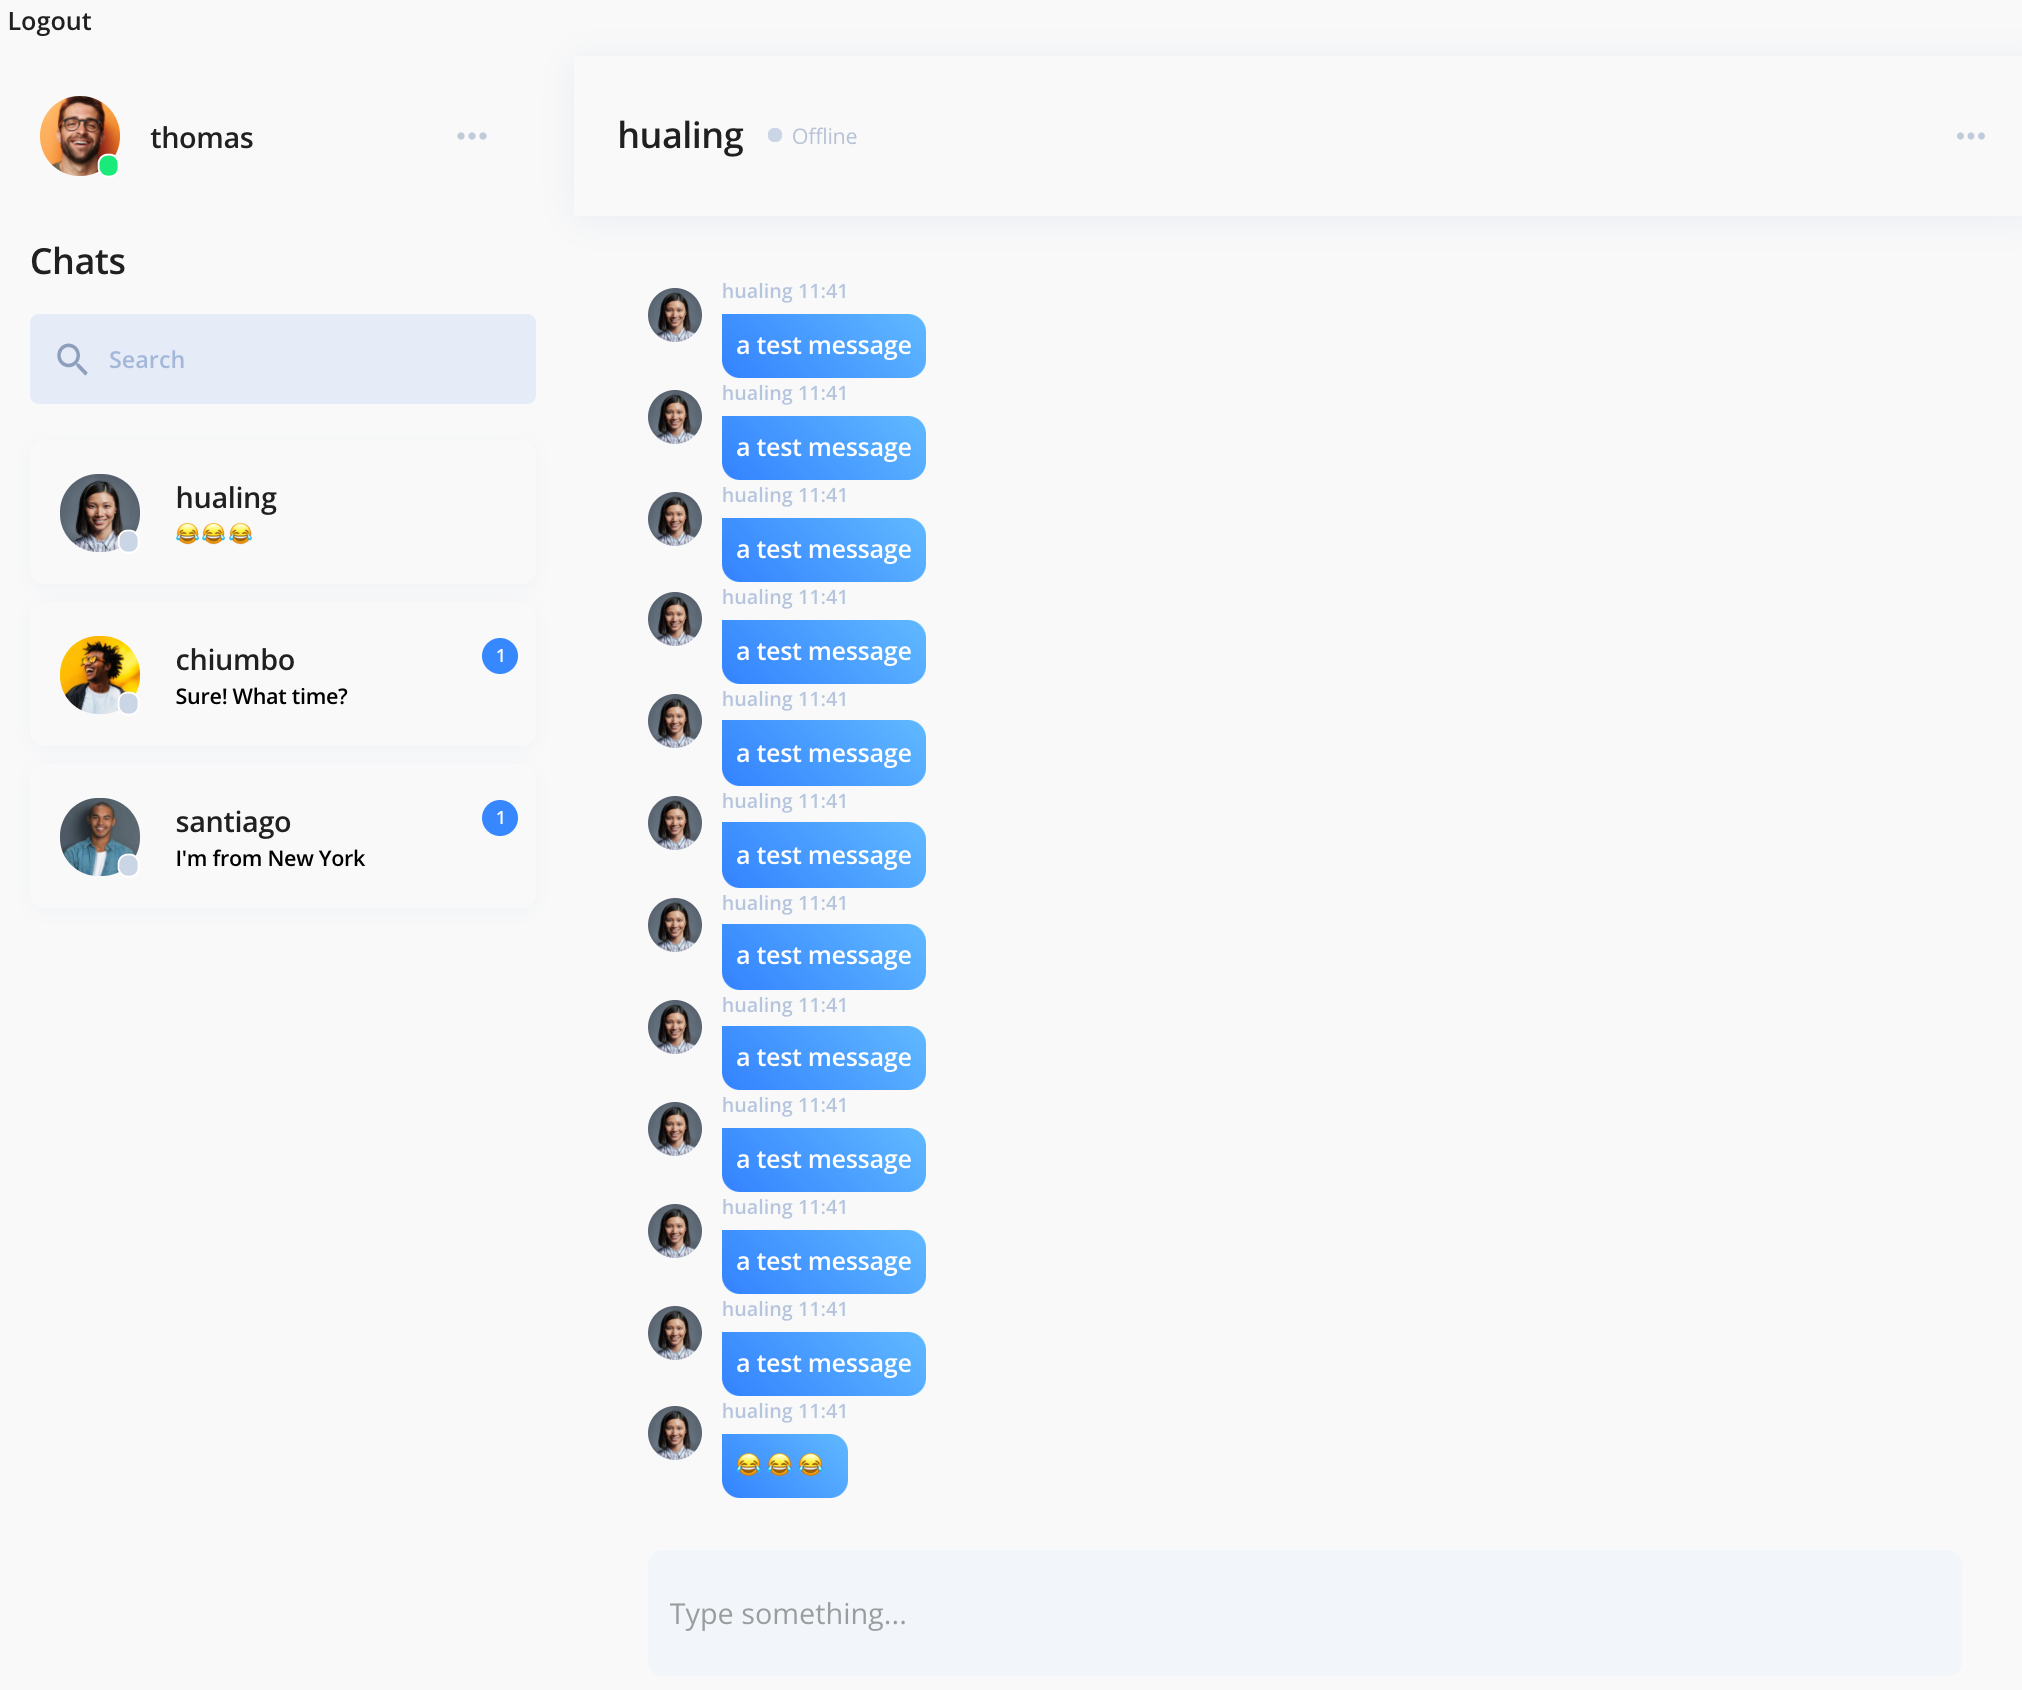 Logout
thomas
Chats
Search
hualing
😂😂😂
chiumbo
1
Sure! What time?
santiago
1
I'm from New York
hualing
Offline
hualing 11:41
a test message
hualing 11:41
a test message
hualing 11:41
a test message
hualing 11:41
a test message
hualing 11:41
a test message
hualing 11:41
a test message
hualing 11:41
a test message
hualing 11:41
a test message
hualing 11:41
a test message
hualing 11:41
a test message
hualing 11:41
a test message
hualing 11:41
😂 😂 😂
Type something...